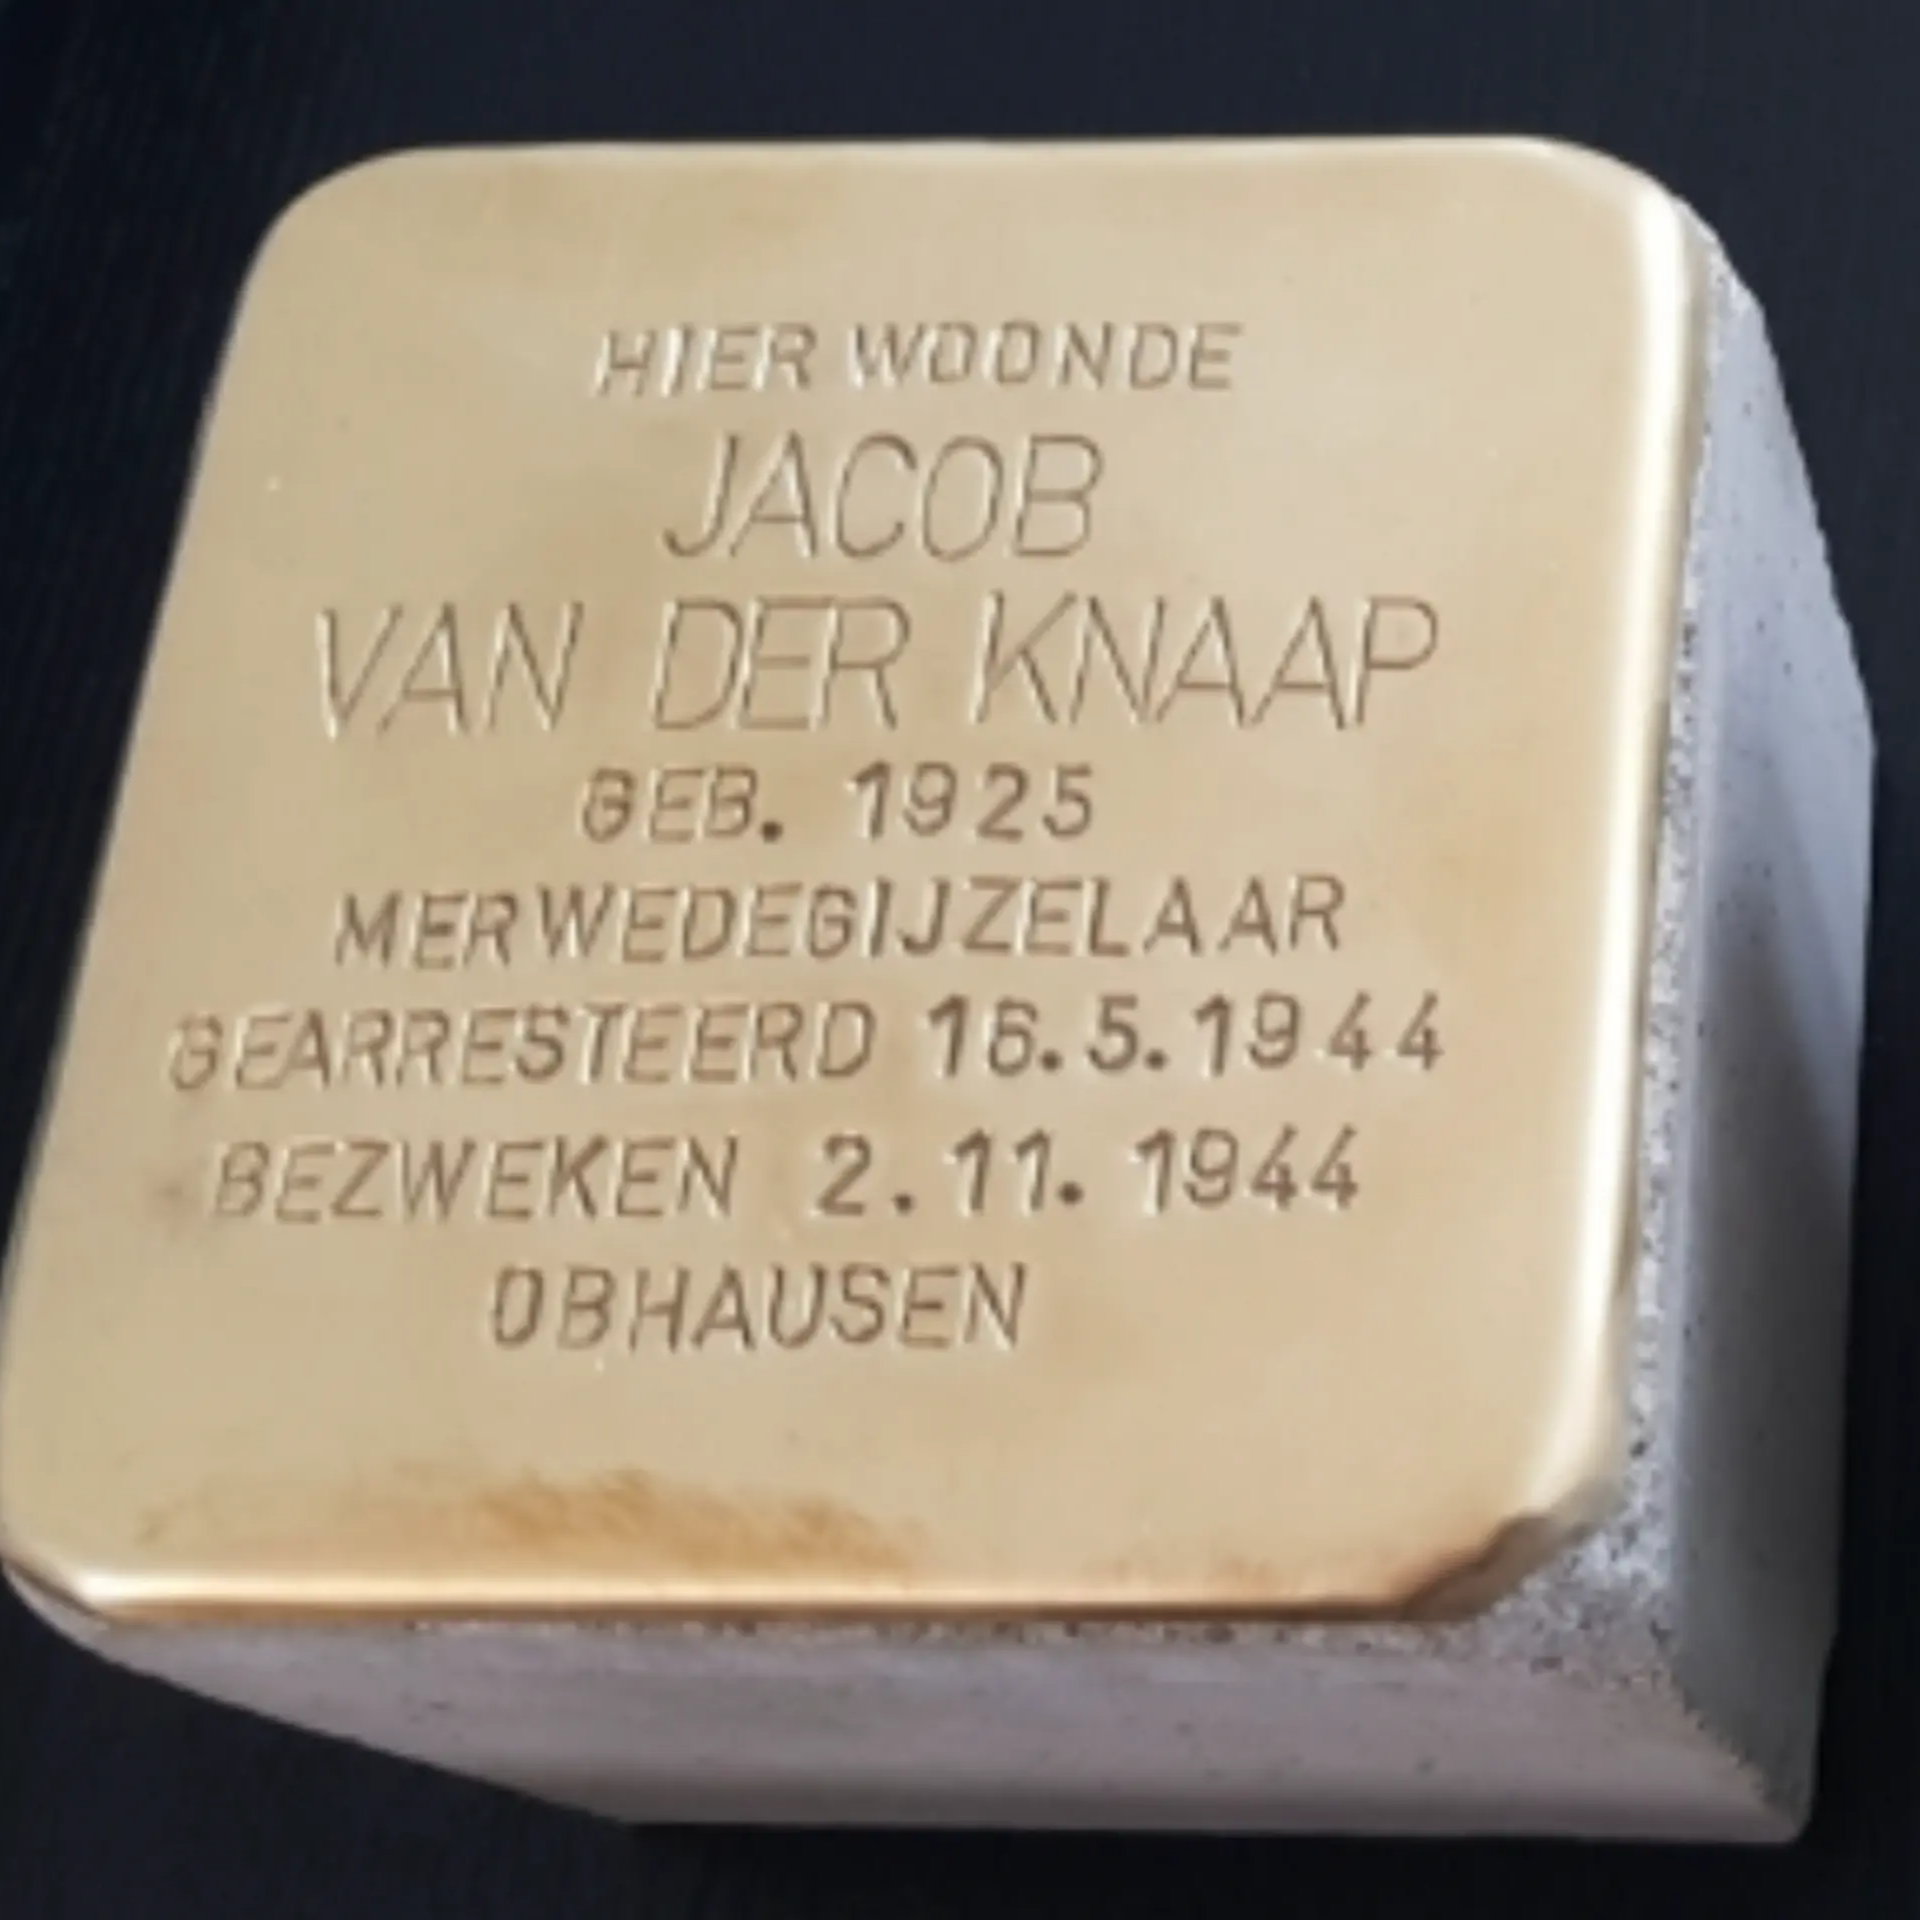 HIER WOONDE
JACOB
VAN DER KNAAP
GEB. 1925
MERWEDEGIJZELAAR
GEARRESTEERD 16.5.1944
BEZWEKEN 2.11.1944
OBHAUSEN